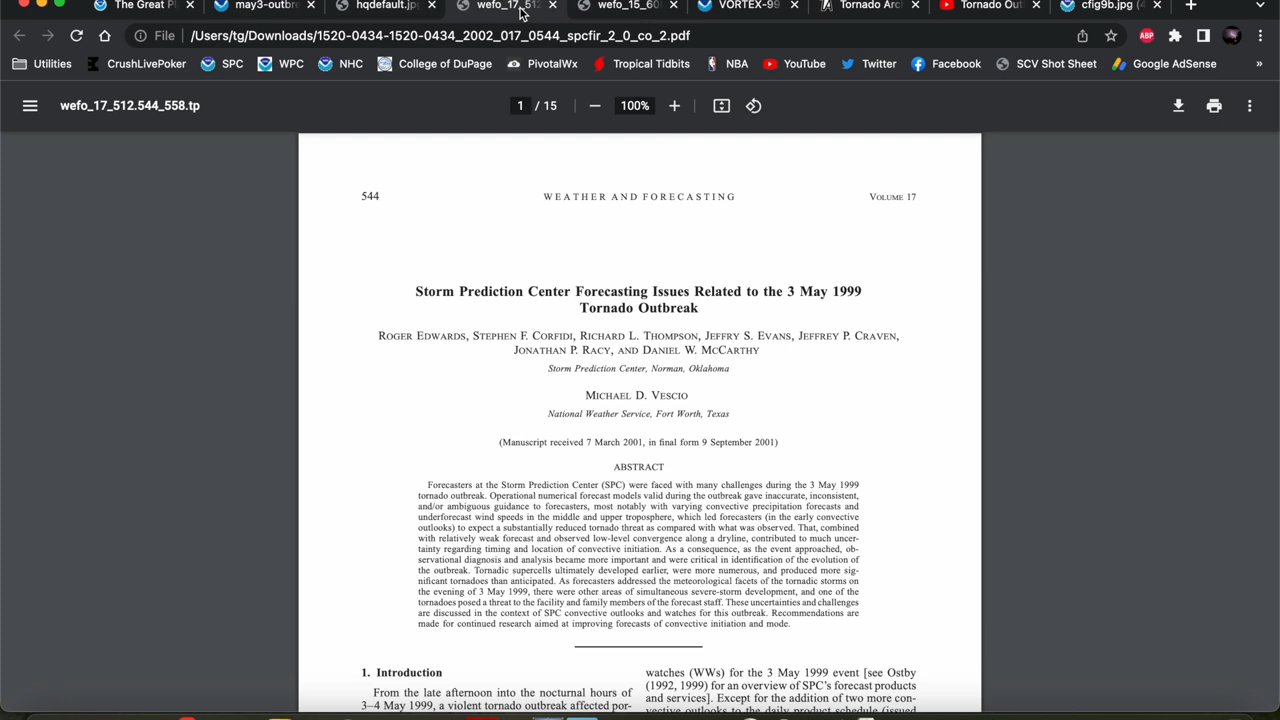 The Great Pl
may3-outbre
hqdefault.jp
wefo_17_512
wefo_15_60
VORTEX-99
Tornado Arc
Tornado Out
cfig9b.jpg (4
File /Users/tg/Downloads/1520-0434-1520-0434_2002_017_0544_spcfir_2_0_co_2.pdf
ABP
Utilities CrushLivePoker SPC WPC NHC College of DuPage PivotalWx Tropical Tidbits NBA YouTube Twitter Facebook SCV Shot Sheet Google AdSense »
wefo_17_512.544_558.tp 1 / 15 100%
544 WEATHER AND FORECASTING VOLUME 17
Storm Prediction Center Forecasting Issues Related to the 3 May 1999
Tornado Outbreak
ROGER EDWARDS, STEPHEN F. CORFIDI, RICHARD L. THOMPSON, JEFFRY S. EVANS, JEFFREY P. CRAVEN,
JONATHAN P. RACY, AND DANIEL W. MCCARTHY
Storm Prediction Center, Norman, Oklahoma
MICHAEL D. VESCIO
National Weather Service, Fort Worth, Texas
(Manuscript received 7 March 2001, in final form 9 September 2001)
ABSTRACT
Forecasters at the Storm Prediction Center (SPC) were faced with many challenges during the 3 May 1999
tornado outbreak. Operational numerical forecast models valid during the outbreak gave inaccurate, inconsistent,
and/or ambiguous guidance to forecasters, most notably with varying convective precipitation forecasts and
underforecast wind speeds in the middle and upper troposphere, which led forecasters (in the early convective
outlooks) to expect a substantially reduced tornado threat as compared with what was observed. That, combined
with relatively weak forecast and observed low-level convergence along a dryline, contributed to much uncer-
tainty regarding timing and location of convective initiation. As a consequence, as the event approached, ob-
servational diagnosis and analysis became more important and were critical in identification of the evolution of
the outbreak. Tornadic supercells ultimately developed earlier, were more numerous, and produced more sig-
nificant tornadoes than anticipated. As forecasters addressed the meteorological facets of the tornadic storms on
the evening of 3 May 1999, there were other areas of simultaneous severe-storm development, and one of the
tornadoes posed a threat to the facility and family members of the forecast staff. These uncertainties and challenges
are discussed in the context of SPC convective outlooks and watches for this outbreak. Recommendations are
made for continued research aimed at improving forecasts of convective initiation and mode.
1. Introduction
From the late afternoon into the nocturnal hours of
3–4 May 1999, a violent tornado outbreak affected por-
watches (WWs) for the 3 May 1999 event [see Ostby
(1992, 1999) for an overview of SPC's forecast products
and services]. Except for the addition of two more con-
vective outlooks to the daily product schedule (issued